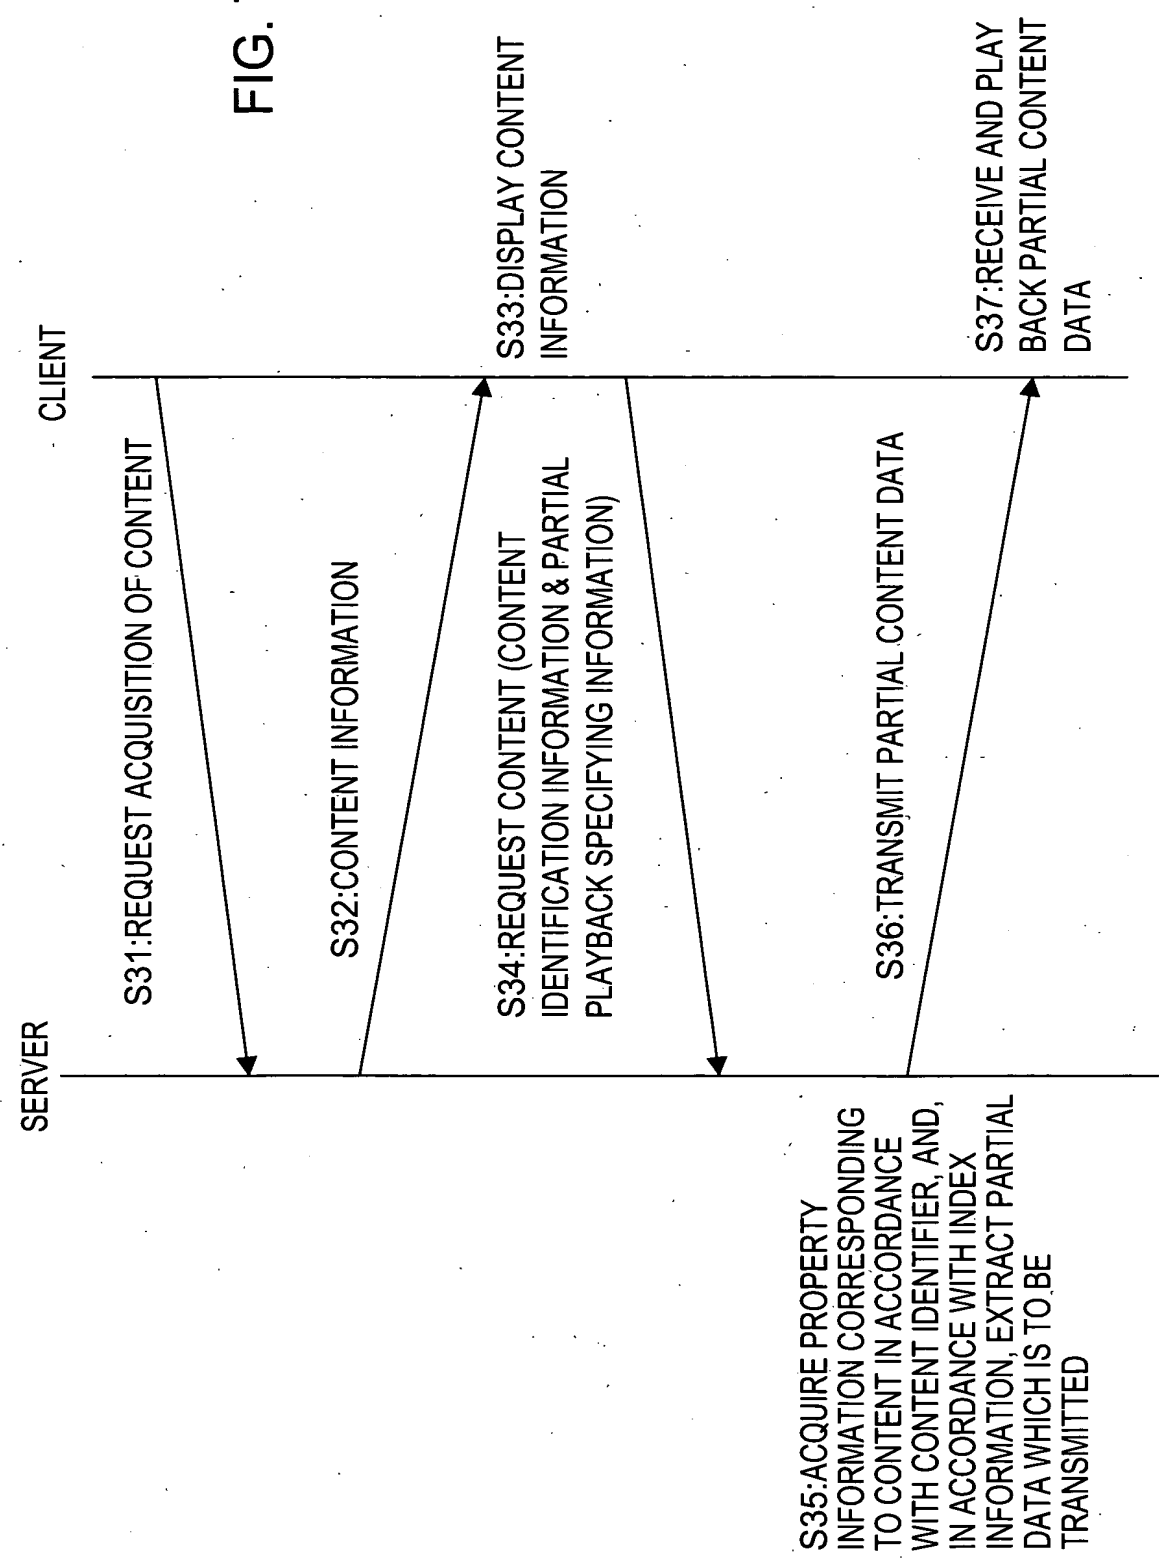 FIG.
SERVER
CLIENT
S31:REQUEST ACQUISITION OF CONTENT
S32:CONTENT INFORMATION
S33:DISPLAY CONTENT
INFORMATION
S34:REQUEST CONTENT (CONTENT
IDENTIFICATION INFORMATION & PARTIAL
PLAYBACK SPECIFYING INFORMATION)
S35:ACQUIRE PROPERTY
INFORMATION CORRESPONDING
TO CONTENT IN ACCORDANCE
WITH CONTENT IDENTIFIER, AND,
IN ACCORDANCE WITH INDEX
INFORMATION, EXTRACT PARTIAL
DATA WHICH IS TO BE
TRANSMITTED
S36:TRANSMIT PARTIAL CONTENT DATA
S37:RECEIVE AND PLAY
BACK PARTIAL CONTENT
DATA